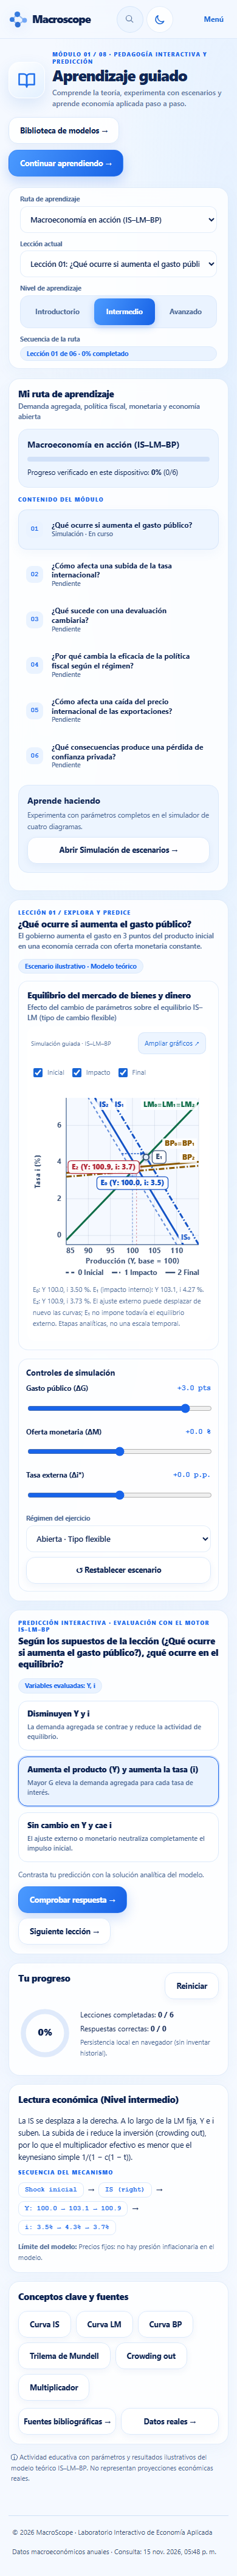 Macroscope
Menú
MÓDULO 01 / 08 - PEDAGOGÍA INTERACTIVA Y
PREDICCIÓN
Aprendizaje guiado
Comprende la teoría, experimenta con escenarios y
aprende economía aplicada paso a paso.
Biblioteca de modelos →
Continuar aprendiendo →
Ruta de aprendizaje
Macroeconomía en acción (IS–LM–BP)
Lección actual
Lección 01: ¿Qué ocurre si aumenta el gasto públi
Nivel de aprendizaje
Introductorio
Intermedio
Avanzado
Secuencia de la ruta
Lección 01 de 06 · 0% completado
Mi ruta de aprendizaje
Demanda agregada, política fiscal, monetaria y economía
abierta
Macroeconomía en acción (IS–LM–BP)
Progreso verificado en este dispositivo: 0% (0/6)
CONTENIDO DEL MÓDULO
01 ¿Qué ocurre si aumenta el gasto público?
Simulación · En curso
02 ¿Cómo afecta una subida de la tasa
internacional?
Pendiente
03 ¿Qué sucede con una devaluación
cambiaria?
Pendiente
04 ¿Por qué cambia la eficacia de la política
fiscal según el régimen?
Pendiente
05 ¿Cómo afecta una caída del precio
internacional de las exportaciones?
Pendiente
06 ¿Qué consecuencias produce una pérdida de
confianza privada?
Pendiente
Aprende haciendo
Experimenta con parámetros completos en el simulador de
cuatro diagramas.
Abrir Simulación de escenarios →
LECCIÓN 01 / EXPLORA Y PREDICE
¿Qué ocurre si aumenta el gasto público?
El gobierno aumenta el gasto en 3 puntos del producto inicial
en una economía cerrada con oferta monetaria constante.
Escenario ilustrativo · Modelo teórico
Equilibrio del mercado de bienes y dinero
Efecto del cambio de parámetros sobre el equilibrio IS–
LM (tipo de cambio flexible)
Simulación guiada · IS–LM–BP
Ampliar gráficos ↗
Inicial
Impacto
Final
IS₂ IS₁
LM₀=LM₁=LM₂
BP₀=BP₁
BP₂
E₁
E₂ (Y: 100.9, i: 3.7)
E₀ (Y: 100.0, i: 3.5)
IS₀
6
4
2
0
Tasa i (%)
85 90 95 100 105 110
Producción (Y, base = 100)
0 Inicial
1 Impacto
2 Final
E₀: Y 100.0, i 3.50 %. E₁ (impacto interno): Y 103.1, i 4.27 %.
E₂: Y 100.9, i 3.73 %. El ajuste externo puede desplazar de
nuevo las curvas; E₁ no impone todavía el equilibrio
externo. Etapas analíticas, no una escala temporal.
Controles de simulación
Gasto público (ΔG) +3.0 pts
Oferta monetaria (ΔM) +0.0 %
Tasa externa (Δi*) +0.0 p.p.
Régimen del ejercicio
Abierta - Tipo flexible
↺ Restablecer escenario
PREDICCIÓN INTERACTIVA · EVALUACIÓN CON EL MOTOR
IS–LM–BP
Según los supuestos de la lección (¿Qué ocurre
si aumenta el gasto público?), ¿qué ocurre en el
equilibrio?
Variables evaluadas: Y, i
Disminuyen Y y i
La demanda agregada se contrae y reduce la actividad de
equilibrio.
Aumenta el producto (Y) y aumenta la tasa (i)
Mayor G eleva la demanda agregada para cada tasa de
interés.
Sin cambio en Y y cae i
El ajuste externo o monetario neutraliza completamente el
impulso inicial.
Contrasta tu predicción con la solución analítica del modelo.
Comprobar respuesta →
Siguiente lección →
Tu progreso
Reiniciar
0%
Lecciones completadas: 0 / 6
Respuestas correctas: 0 / 0
Persistencia local en navegador (sin inventar
historial).
Lectura económica (Nivel intermedio)
La IS se desplaza a la derecha. A lo largo de la LM fija, Y e i
suben. La subida de i reduce la inversión (crowding out),
por lo que el multiplicador efectivo es menor que el
keynesiano simple 1/(1 − c(1 − t)).
SECUENCIA DEL MECANISMO
Shock inicial → IS (right) →
Y: 100.0 → 103.1 → 100.9 →
i: 3.5% → 4.3% → 3.7%
Límite del modelo: Precios fijos: no hay presión inflacionaria en el
modelo.
Conceptos clave y fuentes
Curva IS
Curva LM
Curva BP
Trilema de Mundell
Crowding out
Multiplicador
Fuentes bibliográficas →
Datos reales →
ⓘ Actividad educativa con parámetros y resultados ilustrativos del
modelo teórico IS–LM–BP. No representan proyecciones económicas
reales.
© 2026 MacroScope · Laboratorio Interactivo de Economía Aplicada
Datos macroeconómicos anuales · Consulta: 15 nov. 2026, 05:48 p. m.